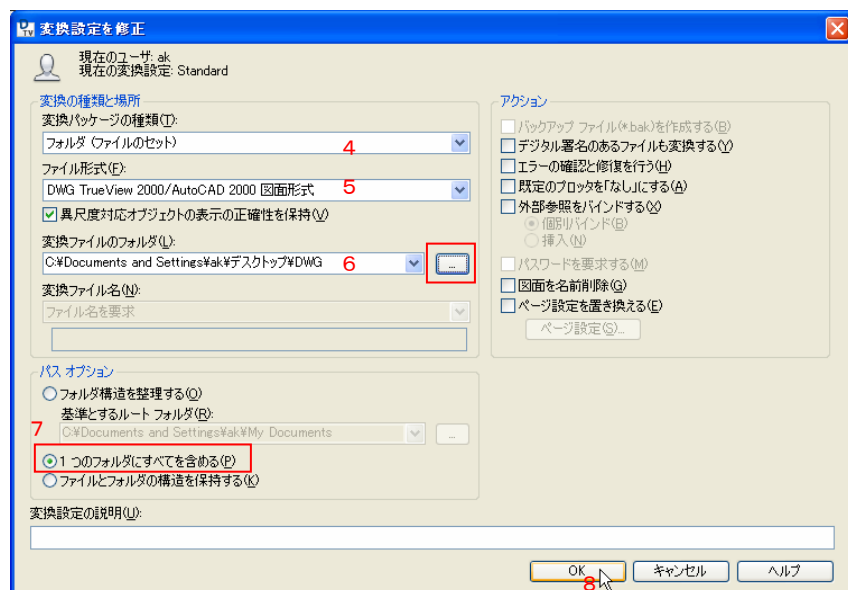 変換設定を修正
現在のユーザ: ak
現在の変換設定: Standard
変換の種類と場所
変換パッケージの種類(T):
フォルダ (ファイルのセット)
4
ファイル形式(F):
DWG TrueView 2000/AutoCAD 2000 図面形式
5
異尺度対応オブジェクトの表示の正確性を保持(V)
変換ファイルのフォルダ(L):
C:¥Documents and Settings¥ak¥デスクトップ¥DWG
6
...
変換ファイル名(N):
ファイル名を要求
パス オプション
フォルダ構造を整理する(O)
基準とするルート フォルダ(R):
7
C:¥Documents and Settings¥ak¥My Documents
...
1 つのフォルダにすべてを含める(P)
ファイルとフォルダの構造を保持する(K)
アクション
バックアップ ファイル(*.bak)を作成する(B)
デジタル署名のあるファイルも変換する(Y)
エラーの確認と修復を行う(H)
既定のプロッタを「なし」にする(A)
外部参照をバインドする(X)
個別バインド(B)
挿入(N)
パスワードを要求する(M)
図面を名前削除(G)
ページ設定を置き換える(E)
ページ設定(S)...
変換設定の説明(U):
OK
8
キャンセル
ヘルプ